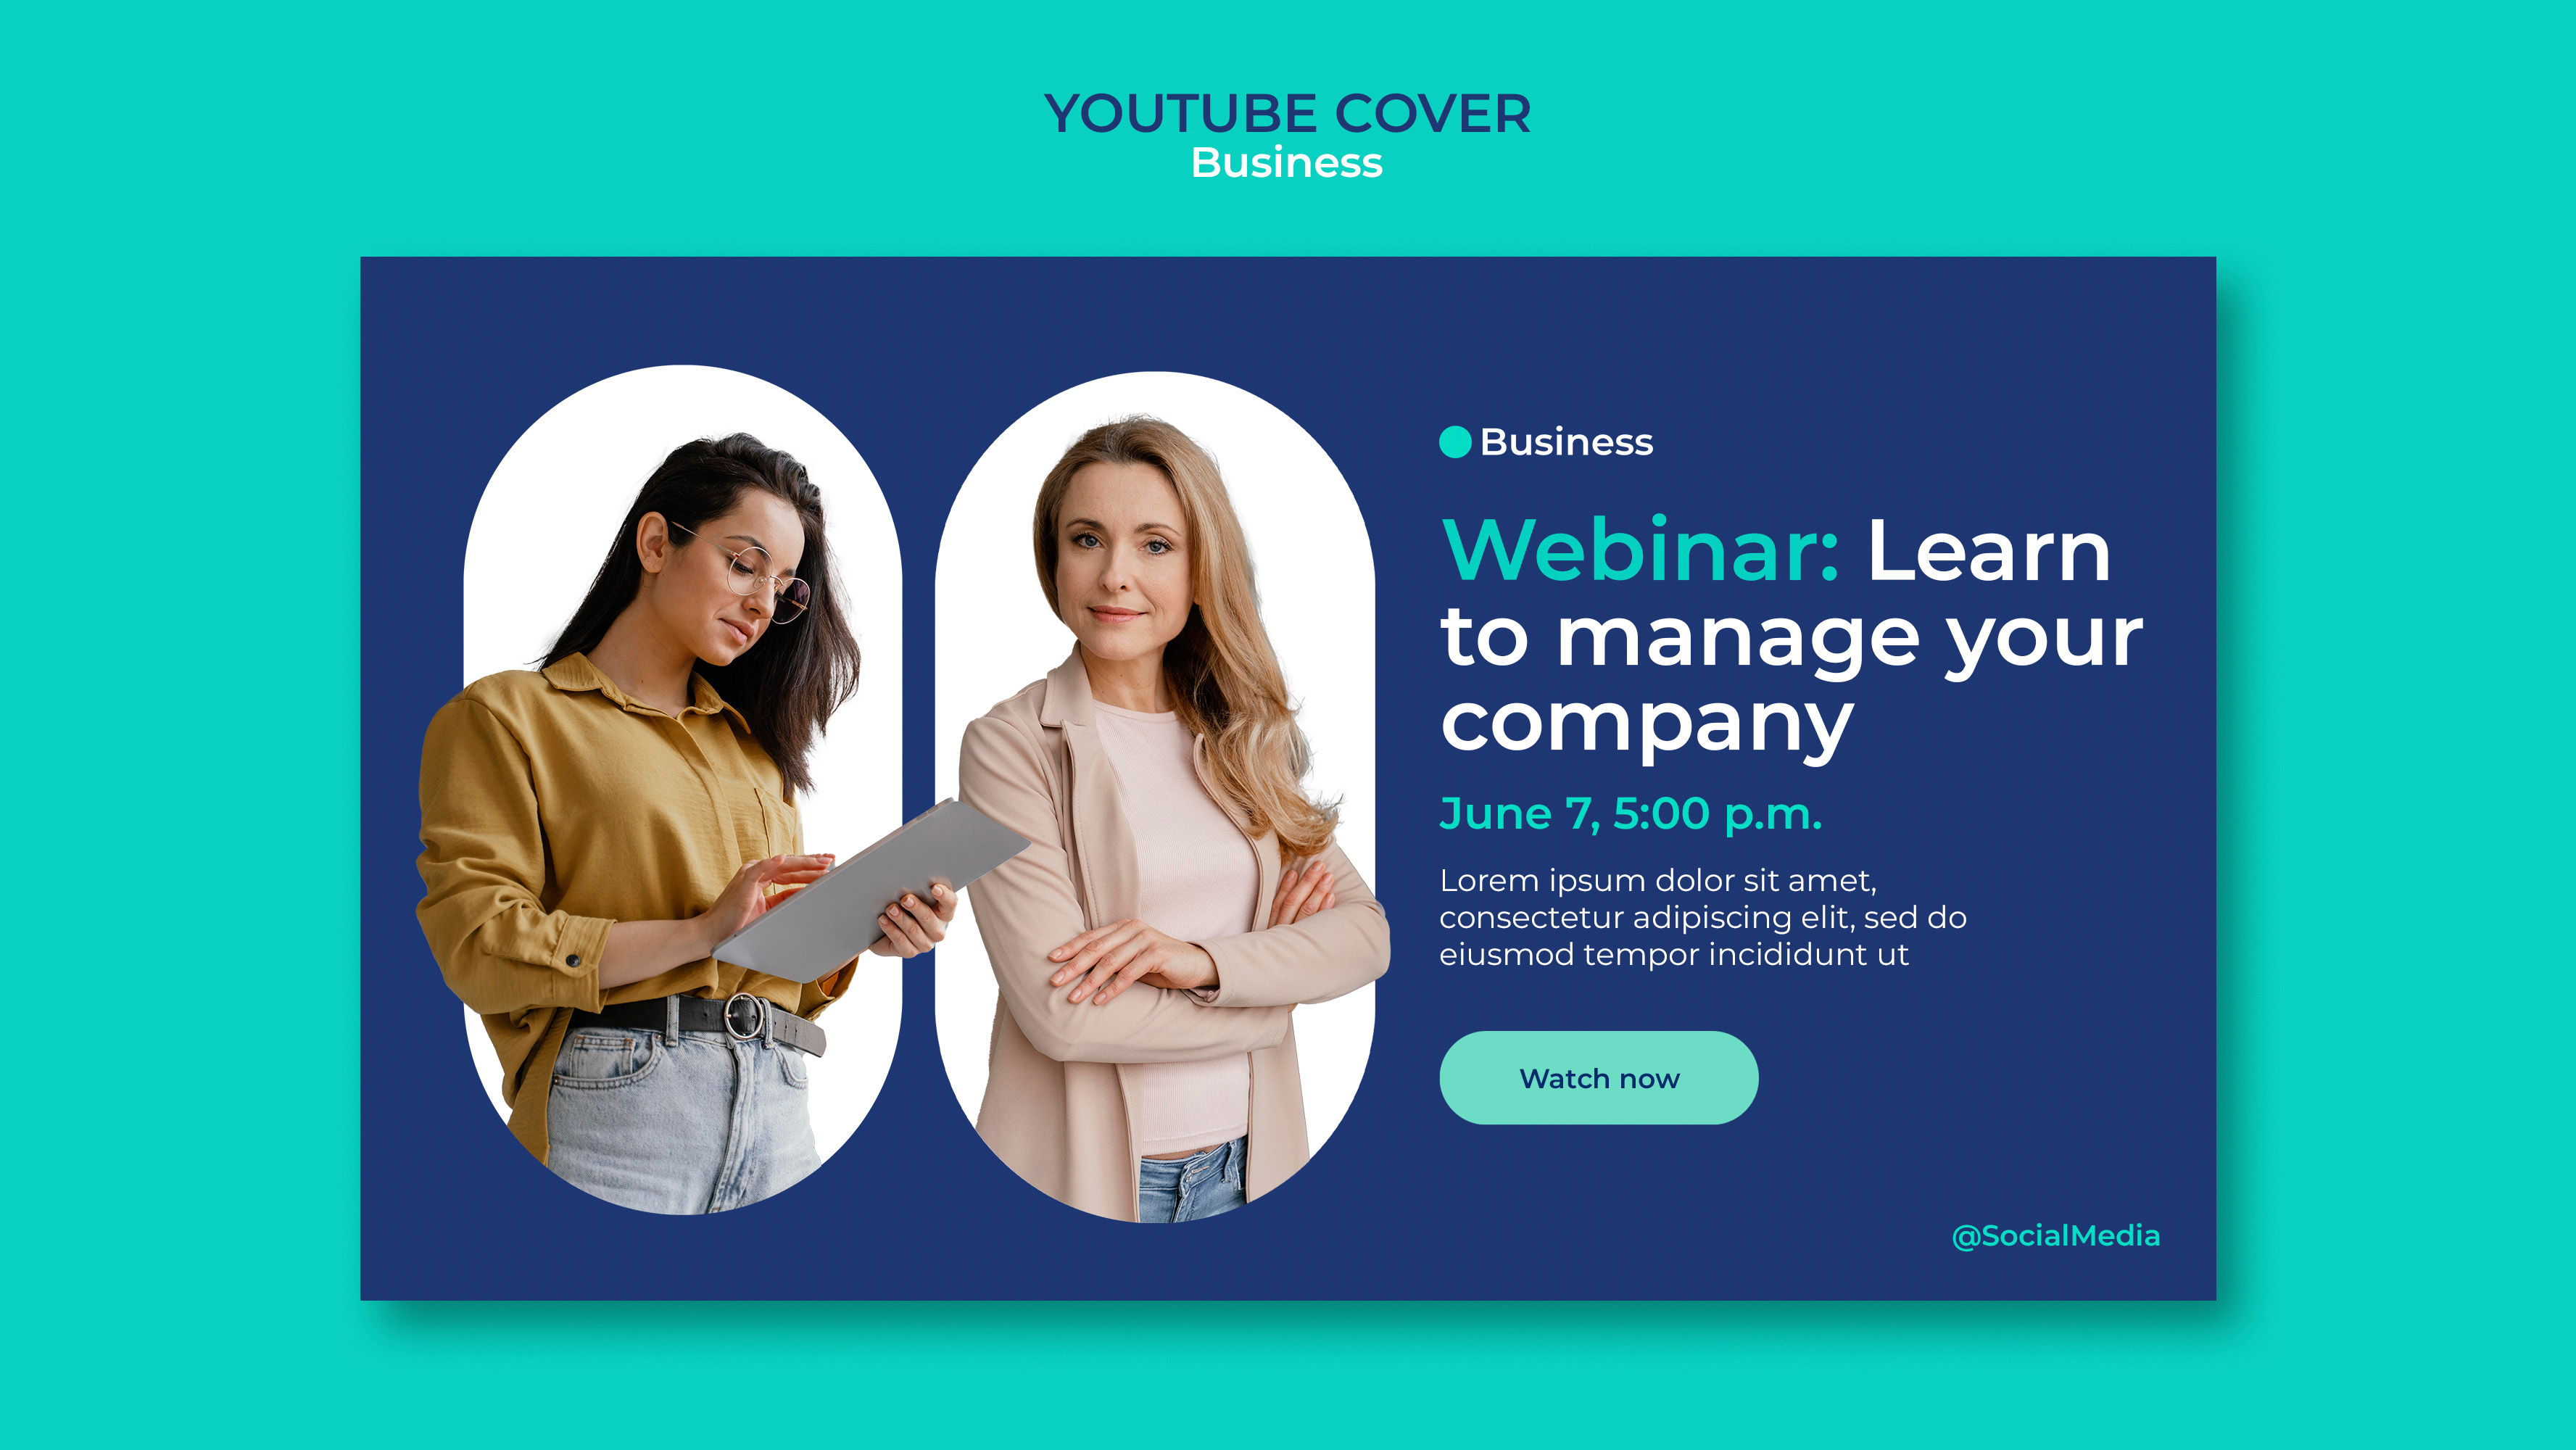 YOUTUBE COVER
Business
Business
Webinar: Learn
to manage your
company
June 7, 5:00 p.m.
Lorem ipsum dolor sit amet,
consectetur adipiscing elit, sed do
eiusmod tempor incididunt ut
Watch now
@SocialMedia